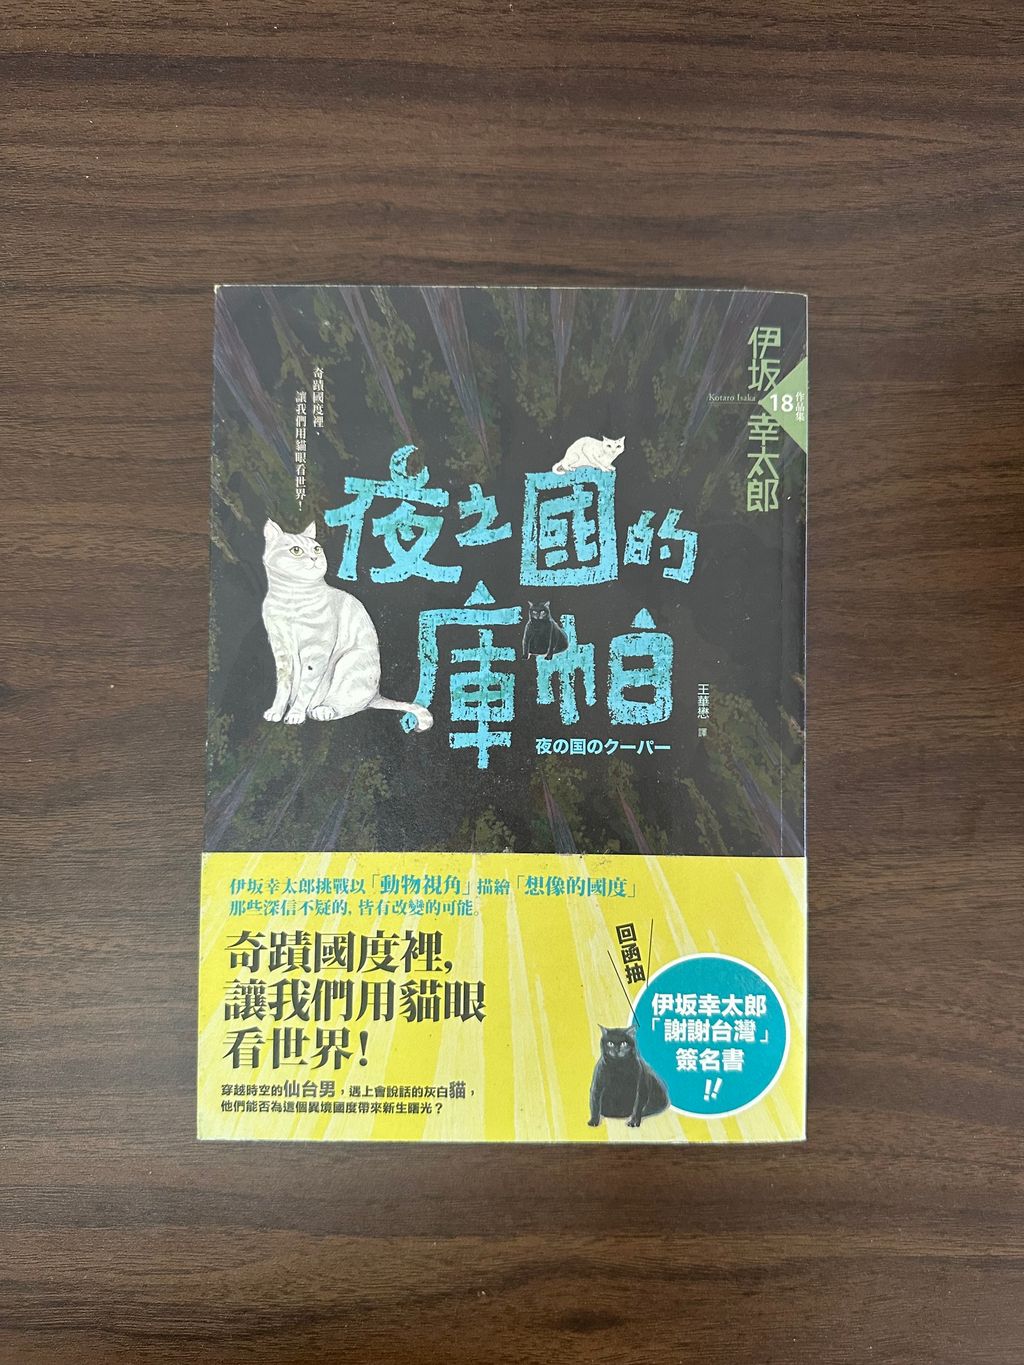 伊坂幸太郎
Kotaro Isaka
作品集
18
奇蹟國度裡、
讓我們用貓眼看世界！
夜之國的
庫帕
夜の国のクーパー
王華懋 譯
伊坂幸太郎挑戰以「動物視角」描繪「想像的國度」
那些深信不疑的，皆有改變的可能。
奇蹟國度裡，
讓我們用貓眼
看世界！
穿越時空的仙台男，遇上會說話的灰白貓，
他們能否為這個異境國度帶來新生曙光？
回函抽
伊坂幸太郎
「謝謝台灣」
簽名書
!!